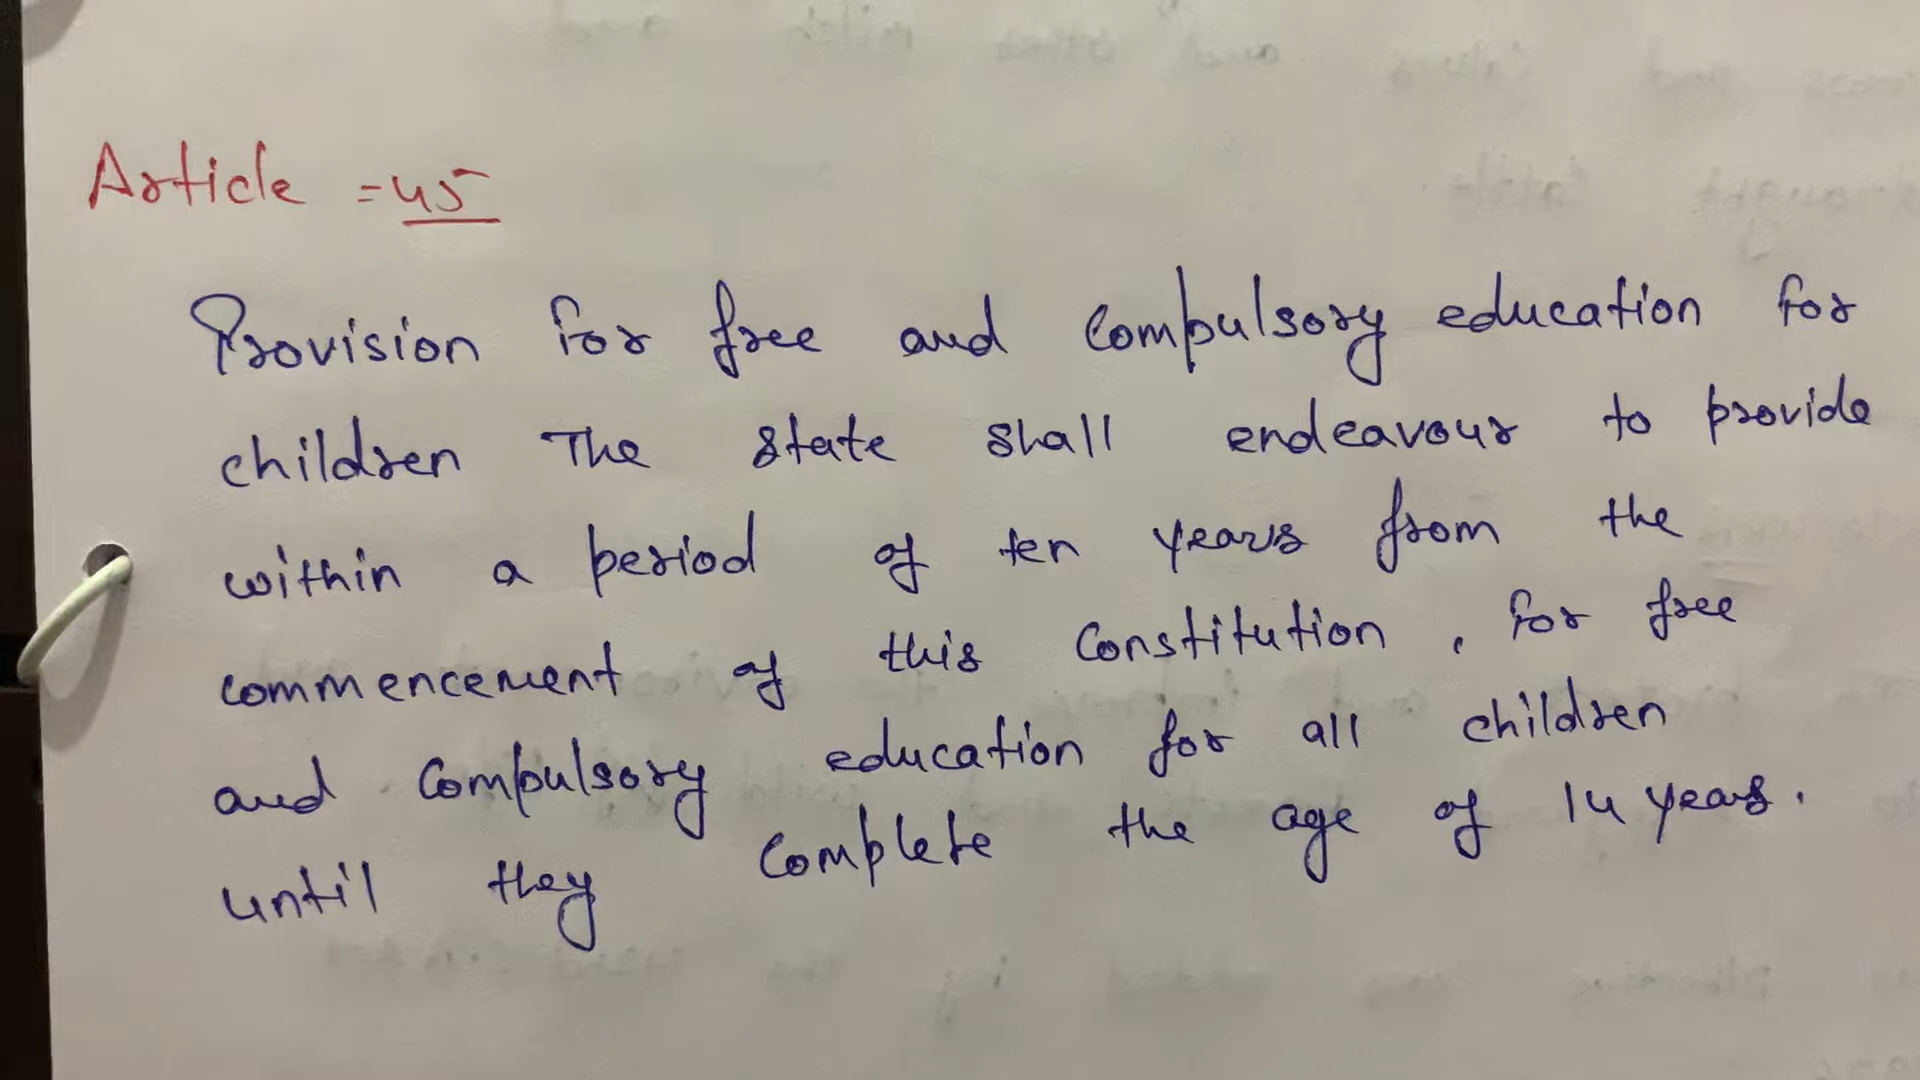 Article = 45
Provision for free and compulsory education for
children The state shall endeavour to provide
within a period of ten years from the
commencement of this Constitution, for free
and compulsory education for all children
until they complete the age of 14 years.